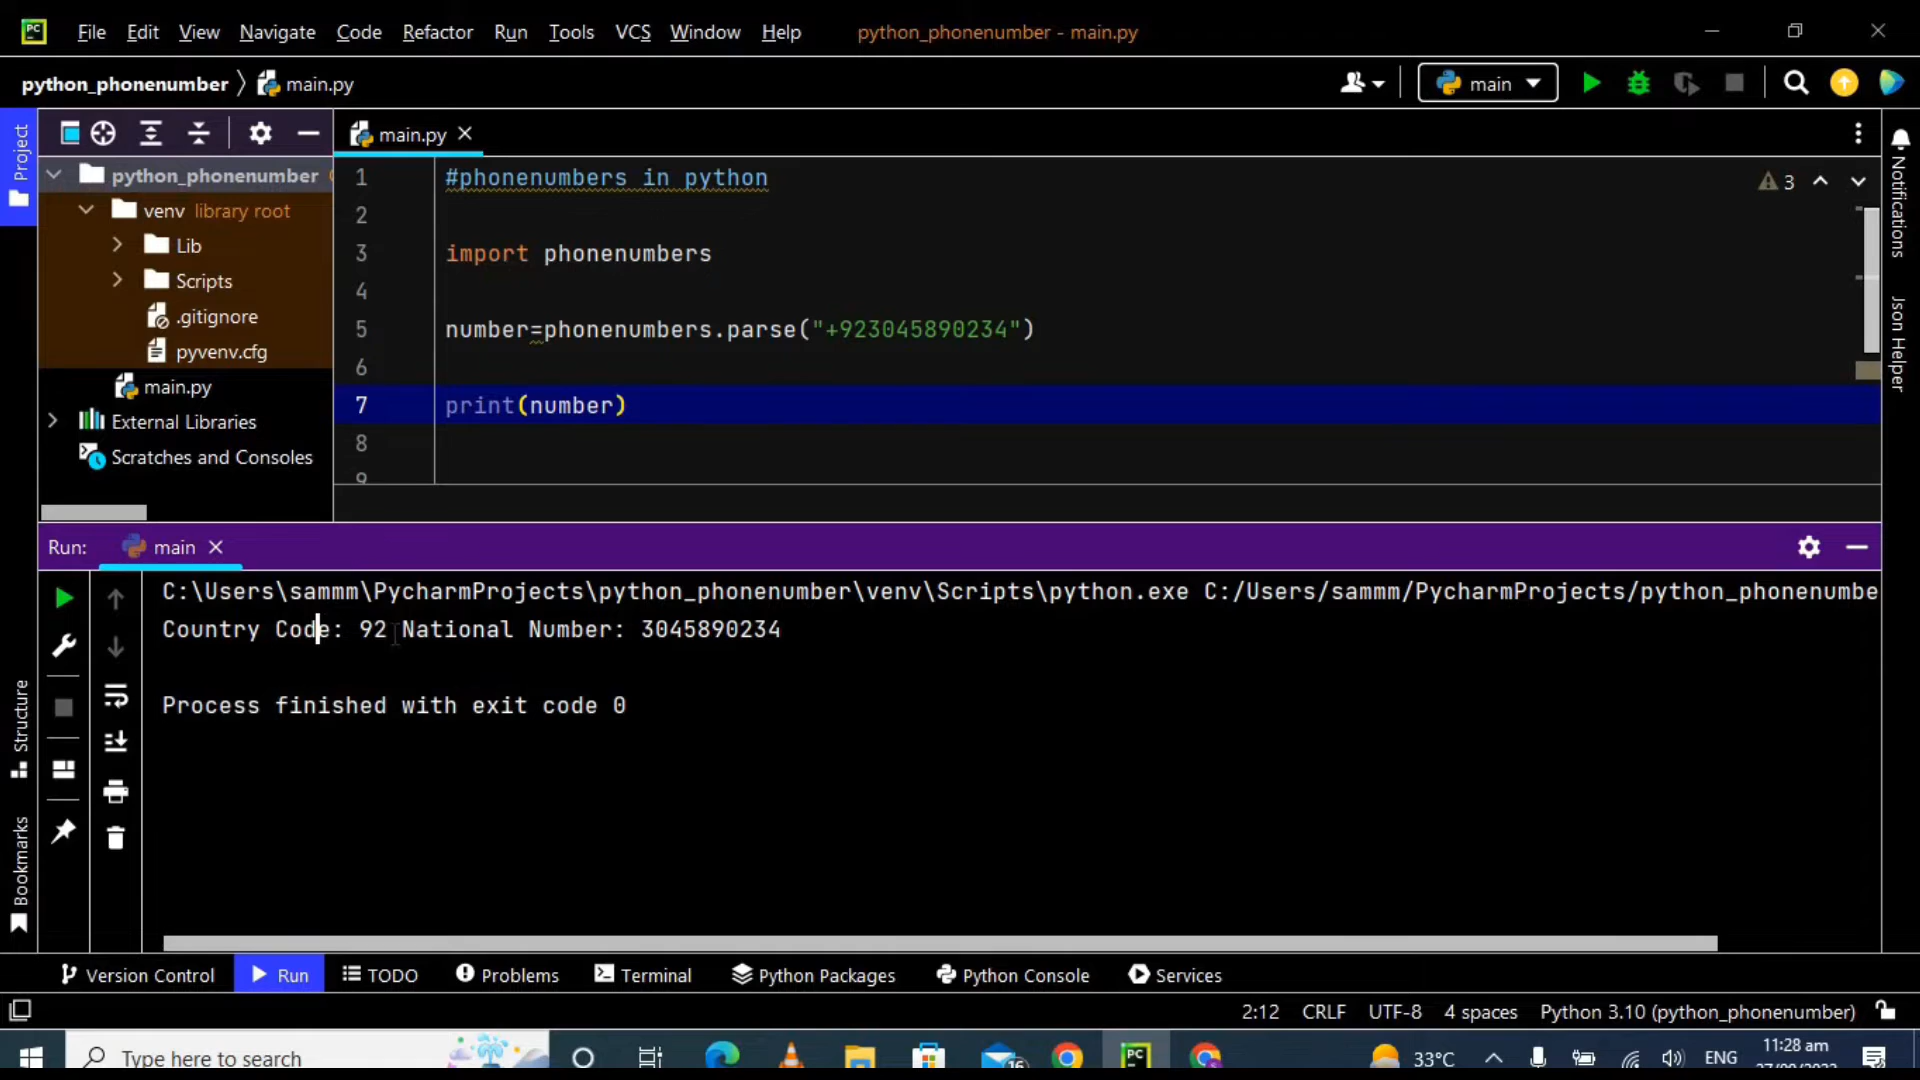 PC File Edit View Navigate Code Refactor Run Tools VCS Window Help python_phonenumber - main.py
python_phonenumber main.py main
Project
main.py
python_phonenumber
venv library root
Lib
Scripts
.gitignore
pyvenv.cfg
main.py
External Libraries
Scratches and Consoles
1 #phonenumbers in python
2
3 import phonenumbers
4
5 number=phonenumbers.parse("+923045890234")
6
7 print(number)
8
9
3
Notifications
Json Helper
Run: main
C:\Users\sammm\PycharmProjects\python_phonenumber\venv\Scripts\python.exe C:/Users/sammm/PycharmProjects/python_phonenumbe
Country Code: 92 National Number: 3045890234
Process finished with exit code 0
Structure
Bookmarks
Version Control Run TODO Problems Terminal Python Packages Python Console Services
2:12 CRLF UTF-8 4 spaces Python 3.10 (python_phonenumber)
Type here to search
16
PC
33°C ENG 11:28 am